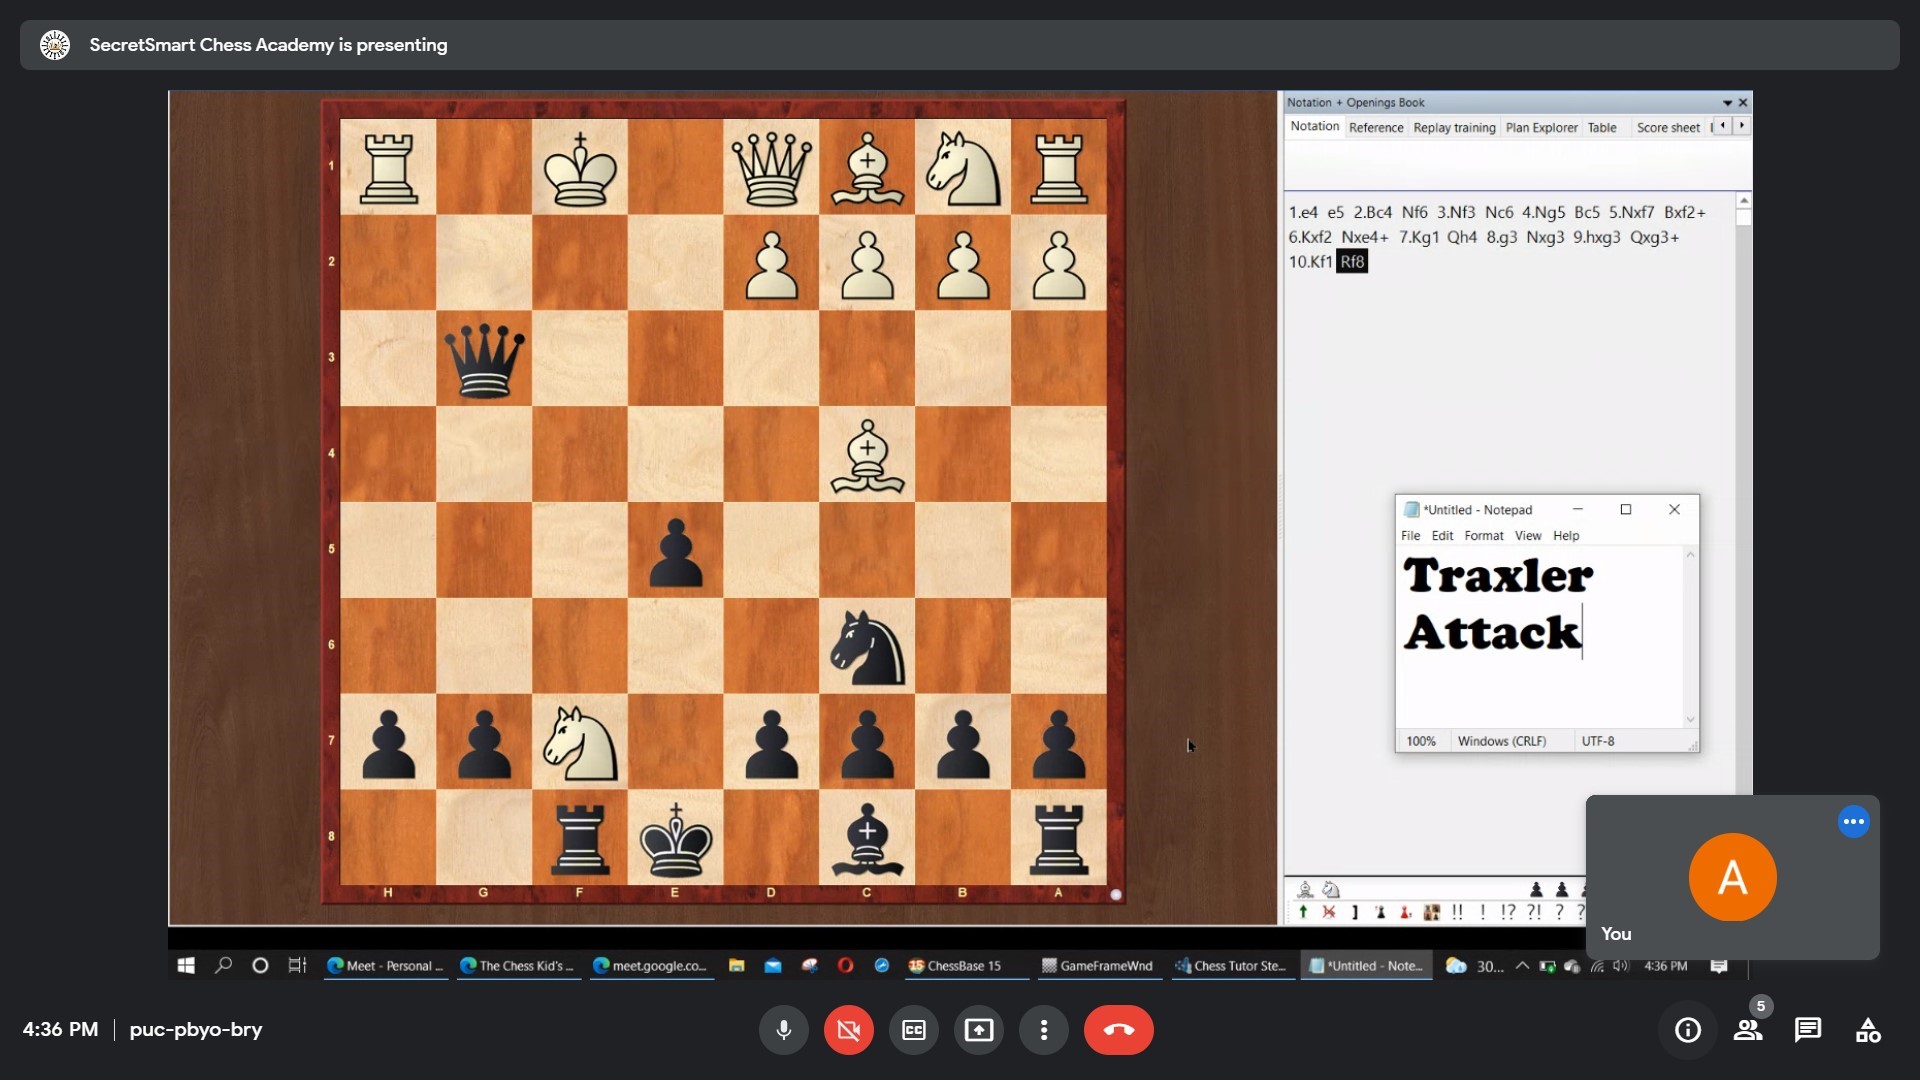 SecretSmart Chess Academy is presenting
Notation + Openings Book
Notation Reference Replay training Plan Explorer Table Score sheet
1.e4 e5 2.Bc4 Nf6 3.Nf3 Nc6 4.Ng5 Bc5 5.Nxf7 Bxf2+
6.Kxf2 Nxe4+ 7.Kg1 Qh4 8.g3 Nxg3 9.hxg3 Qxg3+
10.Kf1 Rf8
1
2
3
4
5
6
7
8
H G F E D C B A
*Untitled - Notepad
File Edit Format View Help
Traxler
Attack
100% Windows (CRLF) UTF-8
] !! ! !? ?! ? ?
A
You
Meet - Personal ... The Chess Kid's ... meet.google.co... 15 ChessBase 15 GameFrameWnd Chess Tutor Ste... *Untitled - Note... 30... 4:36 PM
4:36 PM | puc-pbyo-bry
CC
5